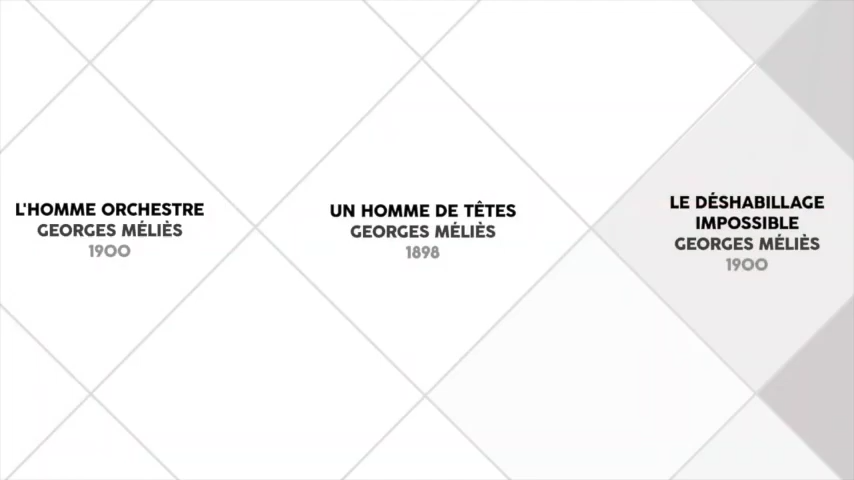 L'HOMME ORCHESTRE
GEORGES MÉLIÈS
1900
UN HOMME DE TÊTES
GEORGES MÉLIÈS
1898
LE DÉSHABILLAGE
IMPOSSIBLE
GEORGES MÉLIÈS
1900